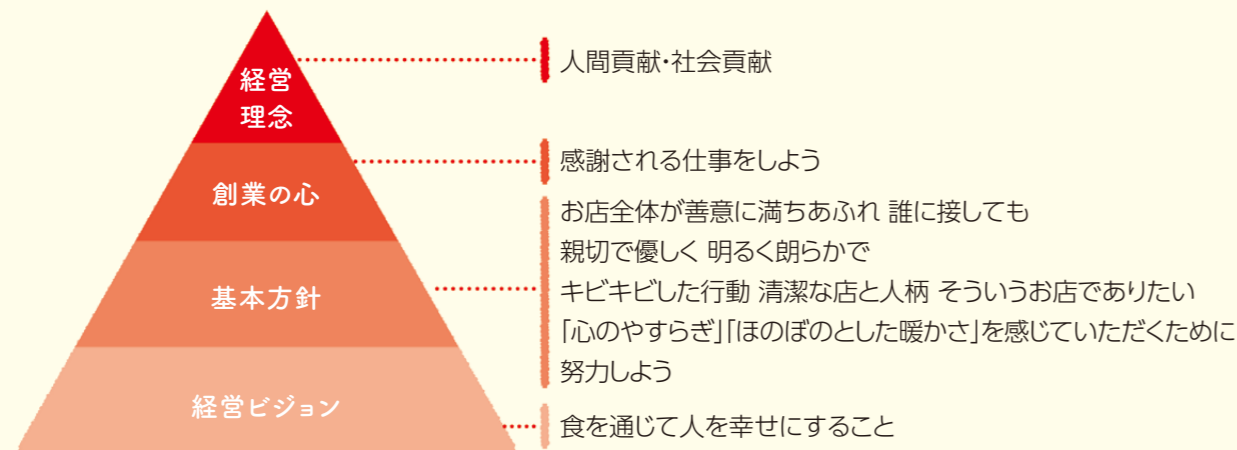 経営
理念
人間貢献・社会貢献
創業の心
感謝される仕事をしよう
基本方針
お店全体が善意に満ちあふれ 誰に接しても
親切で優しく 明るく朗らかで
キビキビした行動 清潔な店と人柄 そういうお店でありたい
「心のやすらぎ」「ほのぼのとした暖かさ」を感じていただくために
努力しよう
経営ビジョン
食を通じて人を幸せにすること